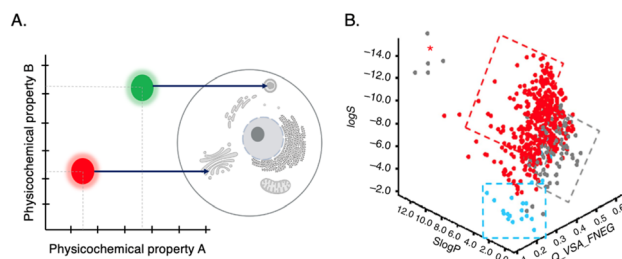 A.
Physicochemical property B
Physicochemical property A
B.
logS
−14.0
−12.0
−10.0
−8.0
−6.0
−4.0
−2.0
*
12.0
10.0
8.0
6.0
4.0
2.0
0.0
SlogP
0.2
0.3
0.4
0.5
0.6
Q_VSA_FNEG